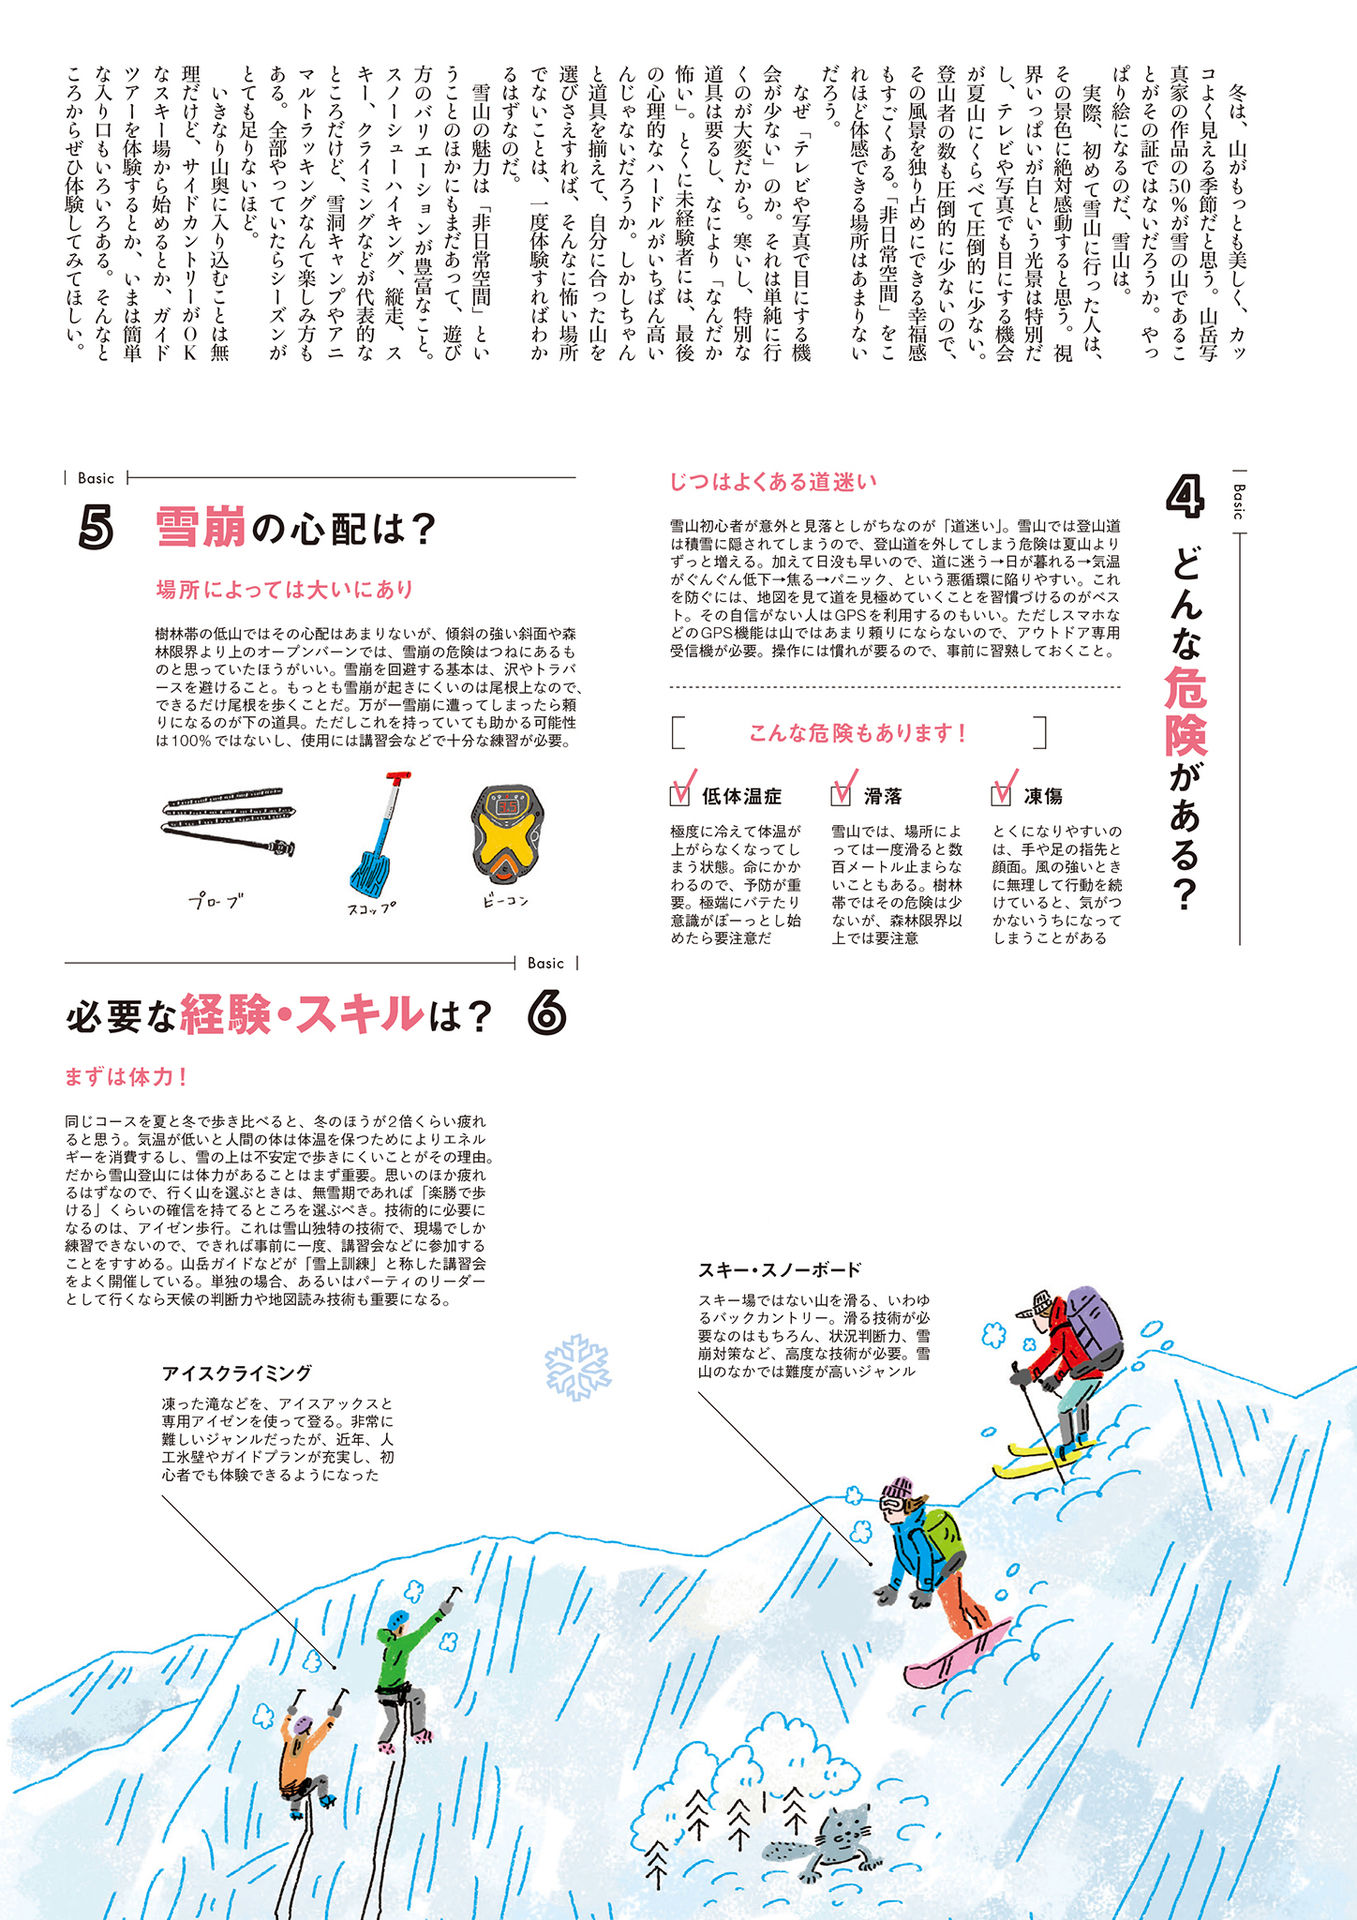 冬は、山がもっとも美しく、カッ
コよく見える季節だと思う。山岳写
真家の作品の50%が雪の山であるこ
とがその証ではないだろうか。やっ
ぱり絵になるのだ、雪山は。
実際、初めて雪山に行った人は、
その景色に絶対感動すると思う。視
界いっぱいが白という光景は特別だ
し、テレビや写真でも目にする機会
が夏山にくらべて圧倒的に少ない。
登山者の数も圧倒的に少ないので、
その風景を独り占めにできる幸福感
もすごくある。「非日常空間」をこ
れほど体感できる場所はあまりない
だろう。
なぜ「テレビや写真で目にする機
会が少ない」のか。それは単純に行
くのが大変だから。寒いし、特別な
道具は要るし、なにより「なんだか
怖い」。とくに未経験者には、最後
の心理的なハードルがいちばん高い
んじゃないだろうか。しかしちゃん
と道具を揃えて、自分に合った山を
選びさえすれば、そんなに怖い場所
でないことは、一度体験すればわか
るはずなのだ。
雪山の魅力は「非日常空間」とい
うことのほかにもまだあって、遊び
方のバリエーションが豊富なこと。
スノーシューハイキング、縦走、ス
キー、クライミングなどが代表的な
ところだけど、雪洞キャンプやアニ
マルトラッキングなんて楽しみ方も
ある。全部やっていたらシーズンが
とても足りないほど。
いきなり山奥に入り込むことは無
理だけど、サイドカントリーがOK
なスキー場から始めるとか、ガイド
ツアーを体験するとか、いまは簡単
な入り口もいろいろある。そんなと
ころからぜひ体験してみてほしい。
Basic
4
どんな危険がある?
じつはよくある道迷い
雪山初心者が意外と見落としがちなのが「道迷い」。雪山では登山道
は積雪に隠されてしまうので、登山道を外してしまう危険は夏山より
ずっと増える。加えて日没も早いので、道に迷う→日が暮れる→気温
がぐんぐん低下→焦る→パニック、という悪循環に陥りやすい。これ
を防ぐには、地図を見て道を見極めていくことを習慣づけるのがベス
ト。その自信がない人はGPSを利用するのもいい。ただしスマホな
どのGPS機能は山ではあまり頼りにならないので、アウトドア専用
受信機が必要。操作には慣れが要るので、事前に習熟しておくこと。
こんな危険もあります!
低体温症
極度に冷えて体温が
上がらなくなってし
まう状態。命にかか
わるので、予防が重
要。極端にバテたり
意識がぼーっとし始
めたら要注意だ
滑落
雪山では、場所によ
っては一度滑ると数
百メートル止まらな
いこともある。樹林
帯ではその危険は少
ないが、森林限界以
上では要注意
凍傷
とくになりやすいの
は、手や足の指先と
顔面。風の強いとき
に無理して行動を続
けていると、気がつ
かないうちになって
しまうことがある
Basic
5
雪崩の心配は?
場所によっては大いにあり
樹林帯の低山ではその心配はあまりないが、傾斜の強い斜面や森
林限界より上のオープンバーンでは、雪崩の危険はつねにあるも
のと思っていたほうがいい。雪崩を回避する基本は、沢やトラバ
ースを避けること。もっとも雪崩が起きにくいのは尾根上なので、
できるだけ尾根を歩くことだ。万が一雪崩に遭ってしまったら頼
りになるのが下の道具。ただしこれを持っていても助かる可能性
は100%ではないし、使用には講習会などで十分な練習が必要。
プローブ
スコップ
ビーコン
Basic
6
必要な経験・スキルは?
まずは体力!
同じコースを夏と冬で歩き比べると、冬のほうが2倍くらい疲れ
ると思う。気温が低いと人間の体は体温を保つためによりエネル
ギーを消費するし、雪の上は不安定で歩きにくいことがその理由。
だから雪山登山には体力があることはまず重要。思いのほか疲れ
るはずなので、行く山を選ぶときは、無雪期であれば「楽勝で歩
ける」くらいの確信を持てるところを選ぶべき。技術的に必要に
なるのは、アイゼン歩行。これは雪山独特の技術で、現場でしか
練習できないので、できれば事前に一度、講習会などに参加する
ことをすすめる。山岳ガイドなどが「雪上訓練」と称した講習会
をよく開催している。単独の場合、あるいはパーティのリーダー
として行くなら天候の判断力や地図読み技術も重要になる。
スキー・スノーボード
スキー場ではない山を滑る、いわゆ
るバックカントリー。滑る技術が必
要なのはもちろん、状況判断力、雪
崩対策など、高度な技術が必要。雪
山のなかでは難度が高いジャンル
アイスクライミング
凍った滝などを、アイスアックスと
専用アイゼンを使って登る。非常に
難しいジャンルだったが、近年、人
工氷壁やガイドプランが充実し、初
心者でも体験できるようになった